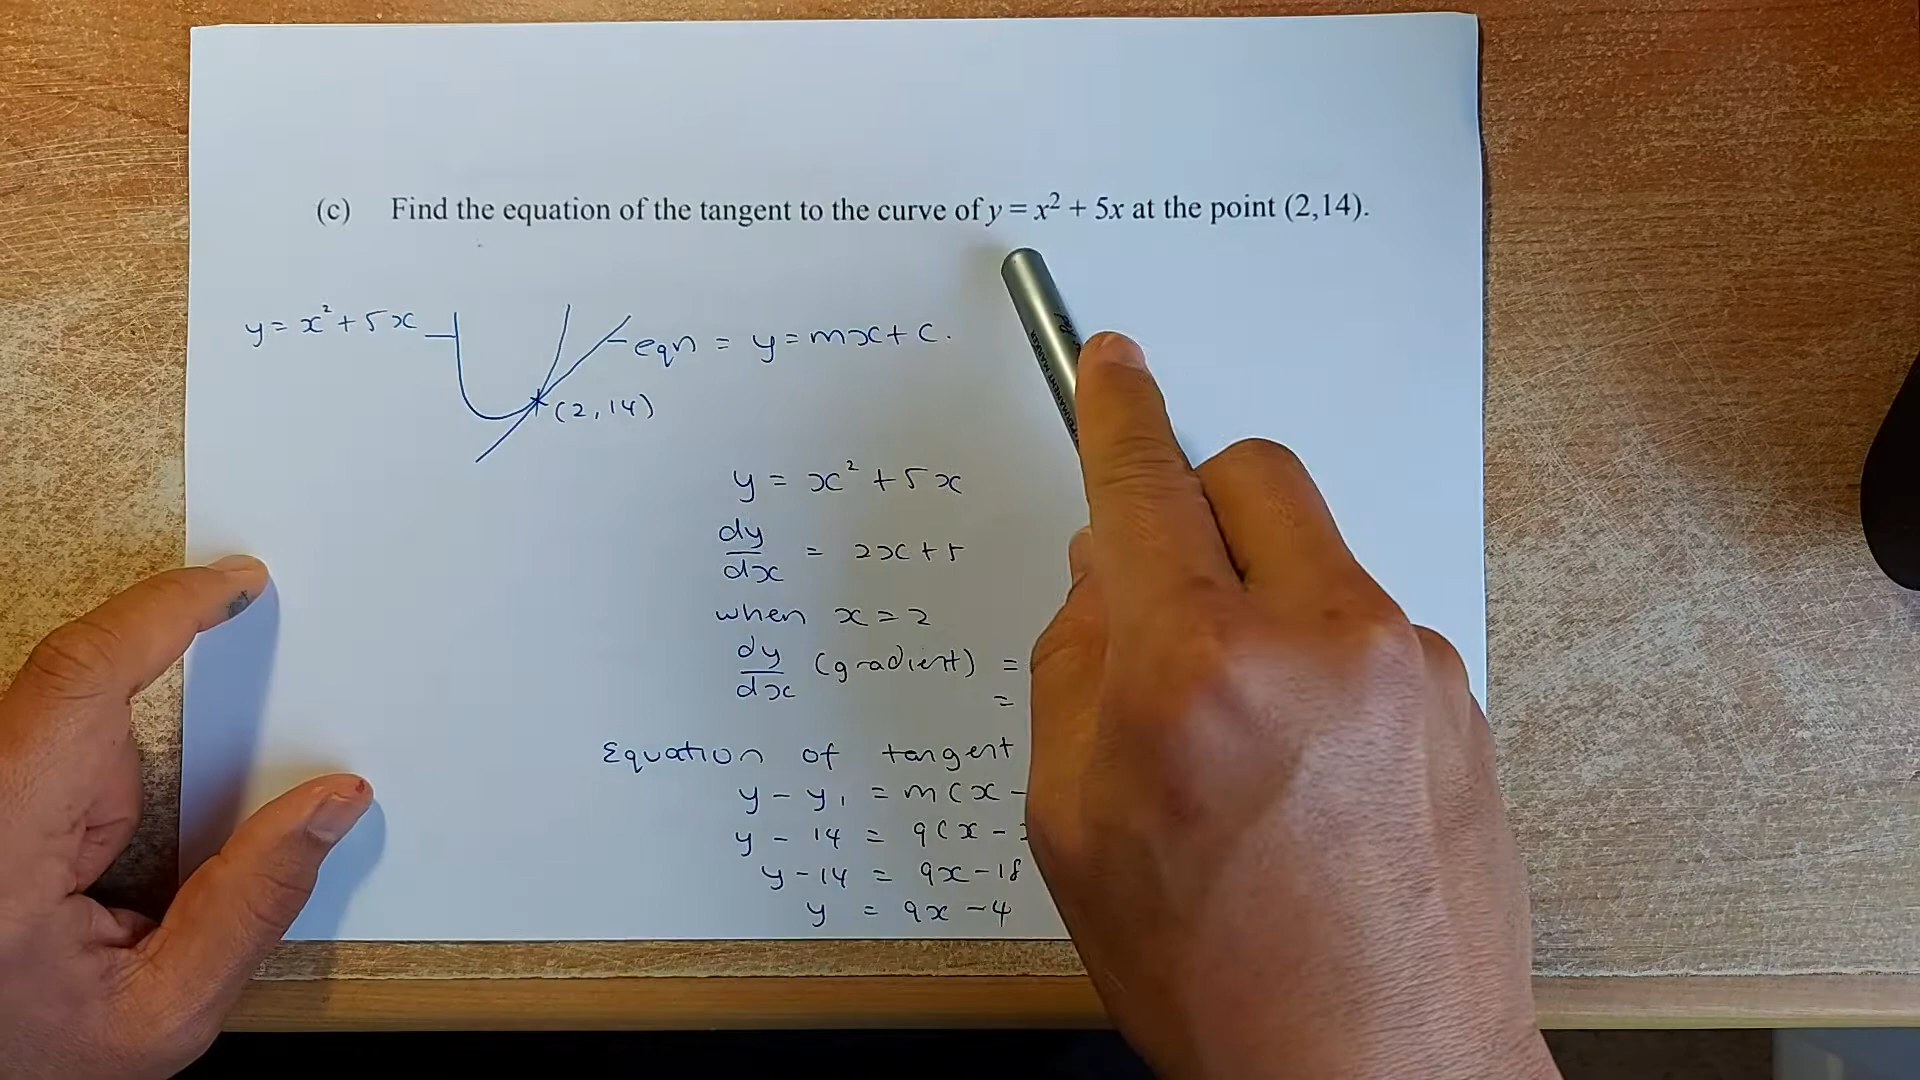 (c) Find the equation of the tangent to the curve of y = x² + 5x at the point (2,14).
y = x² + 5x
eqn = y = mx + c.
(2, 14)
y = x² + 5x
dy/dx = 2x + 5
when x = 2
dy/dx (gradient) =
=
Equation of tangent
y - y₁ = m(x -
y - 14 = 9(x -
y - 14 = 9x - 18
y = 9x - 4
PERMANENT MARKER